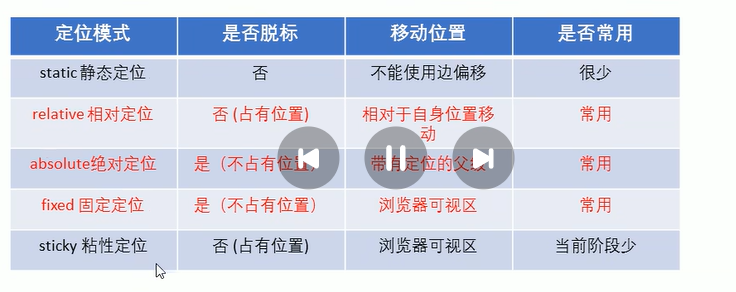 定位模式 是否脱标 移动位置 是否常用
static 静态定位 否 不能使用边偏移 很少
relative 相对定位 否 (占有位置) 相对于自身位置移
动 常用
absolute绝对定位 是（不占有位置） 带有定位的父级 常用
fixed 固定定位 是（不占有位置） 浏览器可视区 常用
sticky 粘性定位 否 (占有位置) 浏览器可视区 当前阶段少